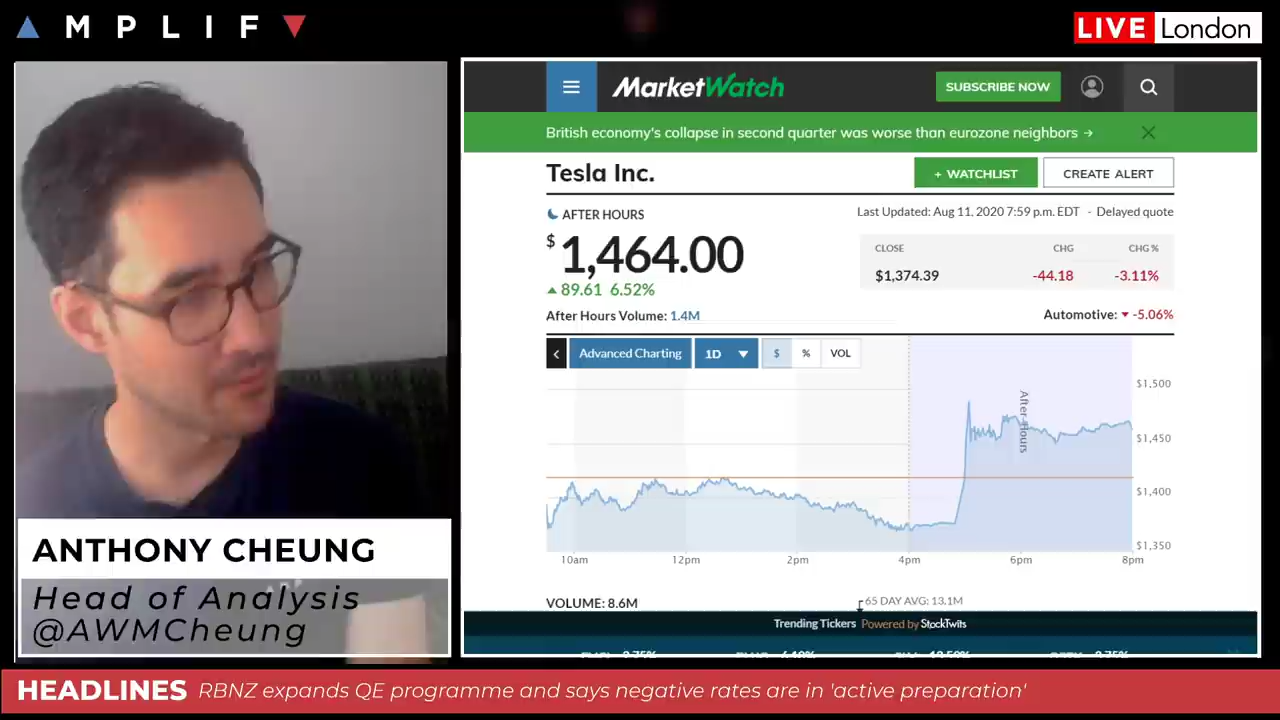 AMPLIFY
LIVE London
MarketWatch
SUBSCRIBE NOW
British economy's collapse in second quarter was worse than eurozone neighbors →
Tesla Inc.
+ WATCHLIST
CREATE ALERT
AFTER HOURS
Last Updated: Aug 11, 2020 7:59 p.m. EDT - Delayed quote
$1,464.00
CLOSE CHG CHG %
$1,374.39 -44.18 -3.11%
89.61 6.52%
After Hours Volume: 1.4M
Automotive: -5.06%
Advanced Charting
1D
$ % VOL
After-Hours
$1,500
$1,450
$1,400
$1,350
10am 12pm 2pm 4pm 6pm 8pm
VOLUME: 8.6M
65 DAY AVG: 13.1M
Trending Tickers Powered by StockTwits
ANTHONY CHEUNG
Head of Analysis
@AWMCheung
HEADLINES RBNZ expands QE programme and says negative rates are in 'active preparation'